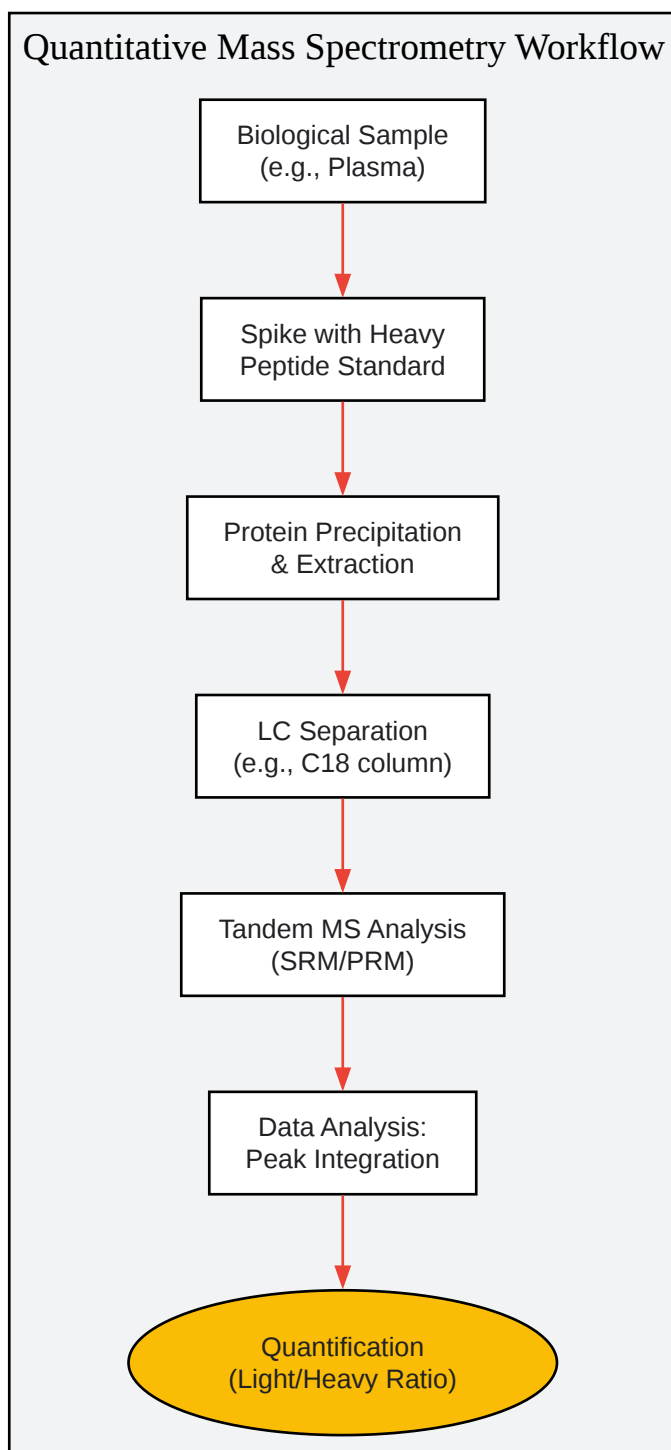 Quantitative Mass Spectrometry Workflow
Biological Sample
(e.g., Plasma)
Spike with Heavy
Peptide Standard
Protein Precipitation
& Extraction
LC Separation
(e.g., C18 column)
Tandem MS Analysis
(SRM/PRM)
Data Analysis:
Peak Integration
Quantification
(Light/Heavy Ratio)